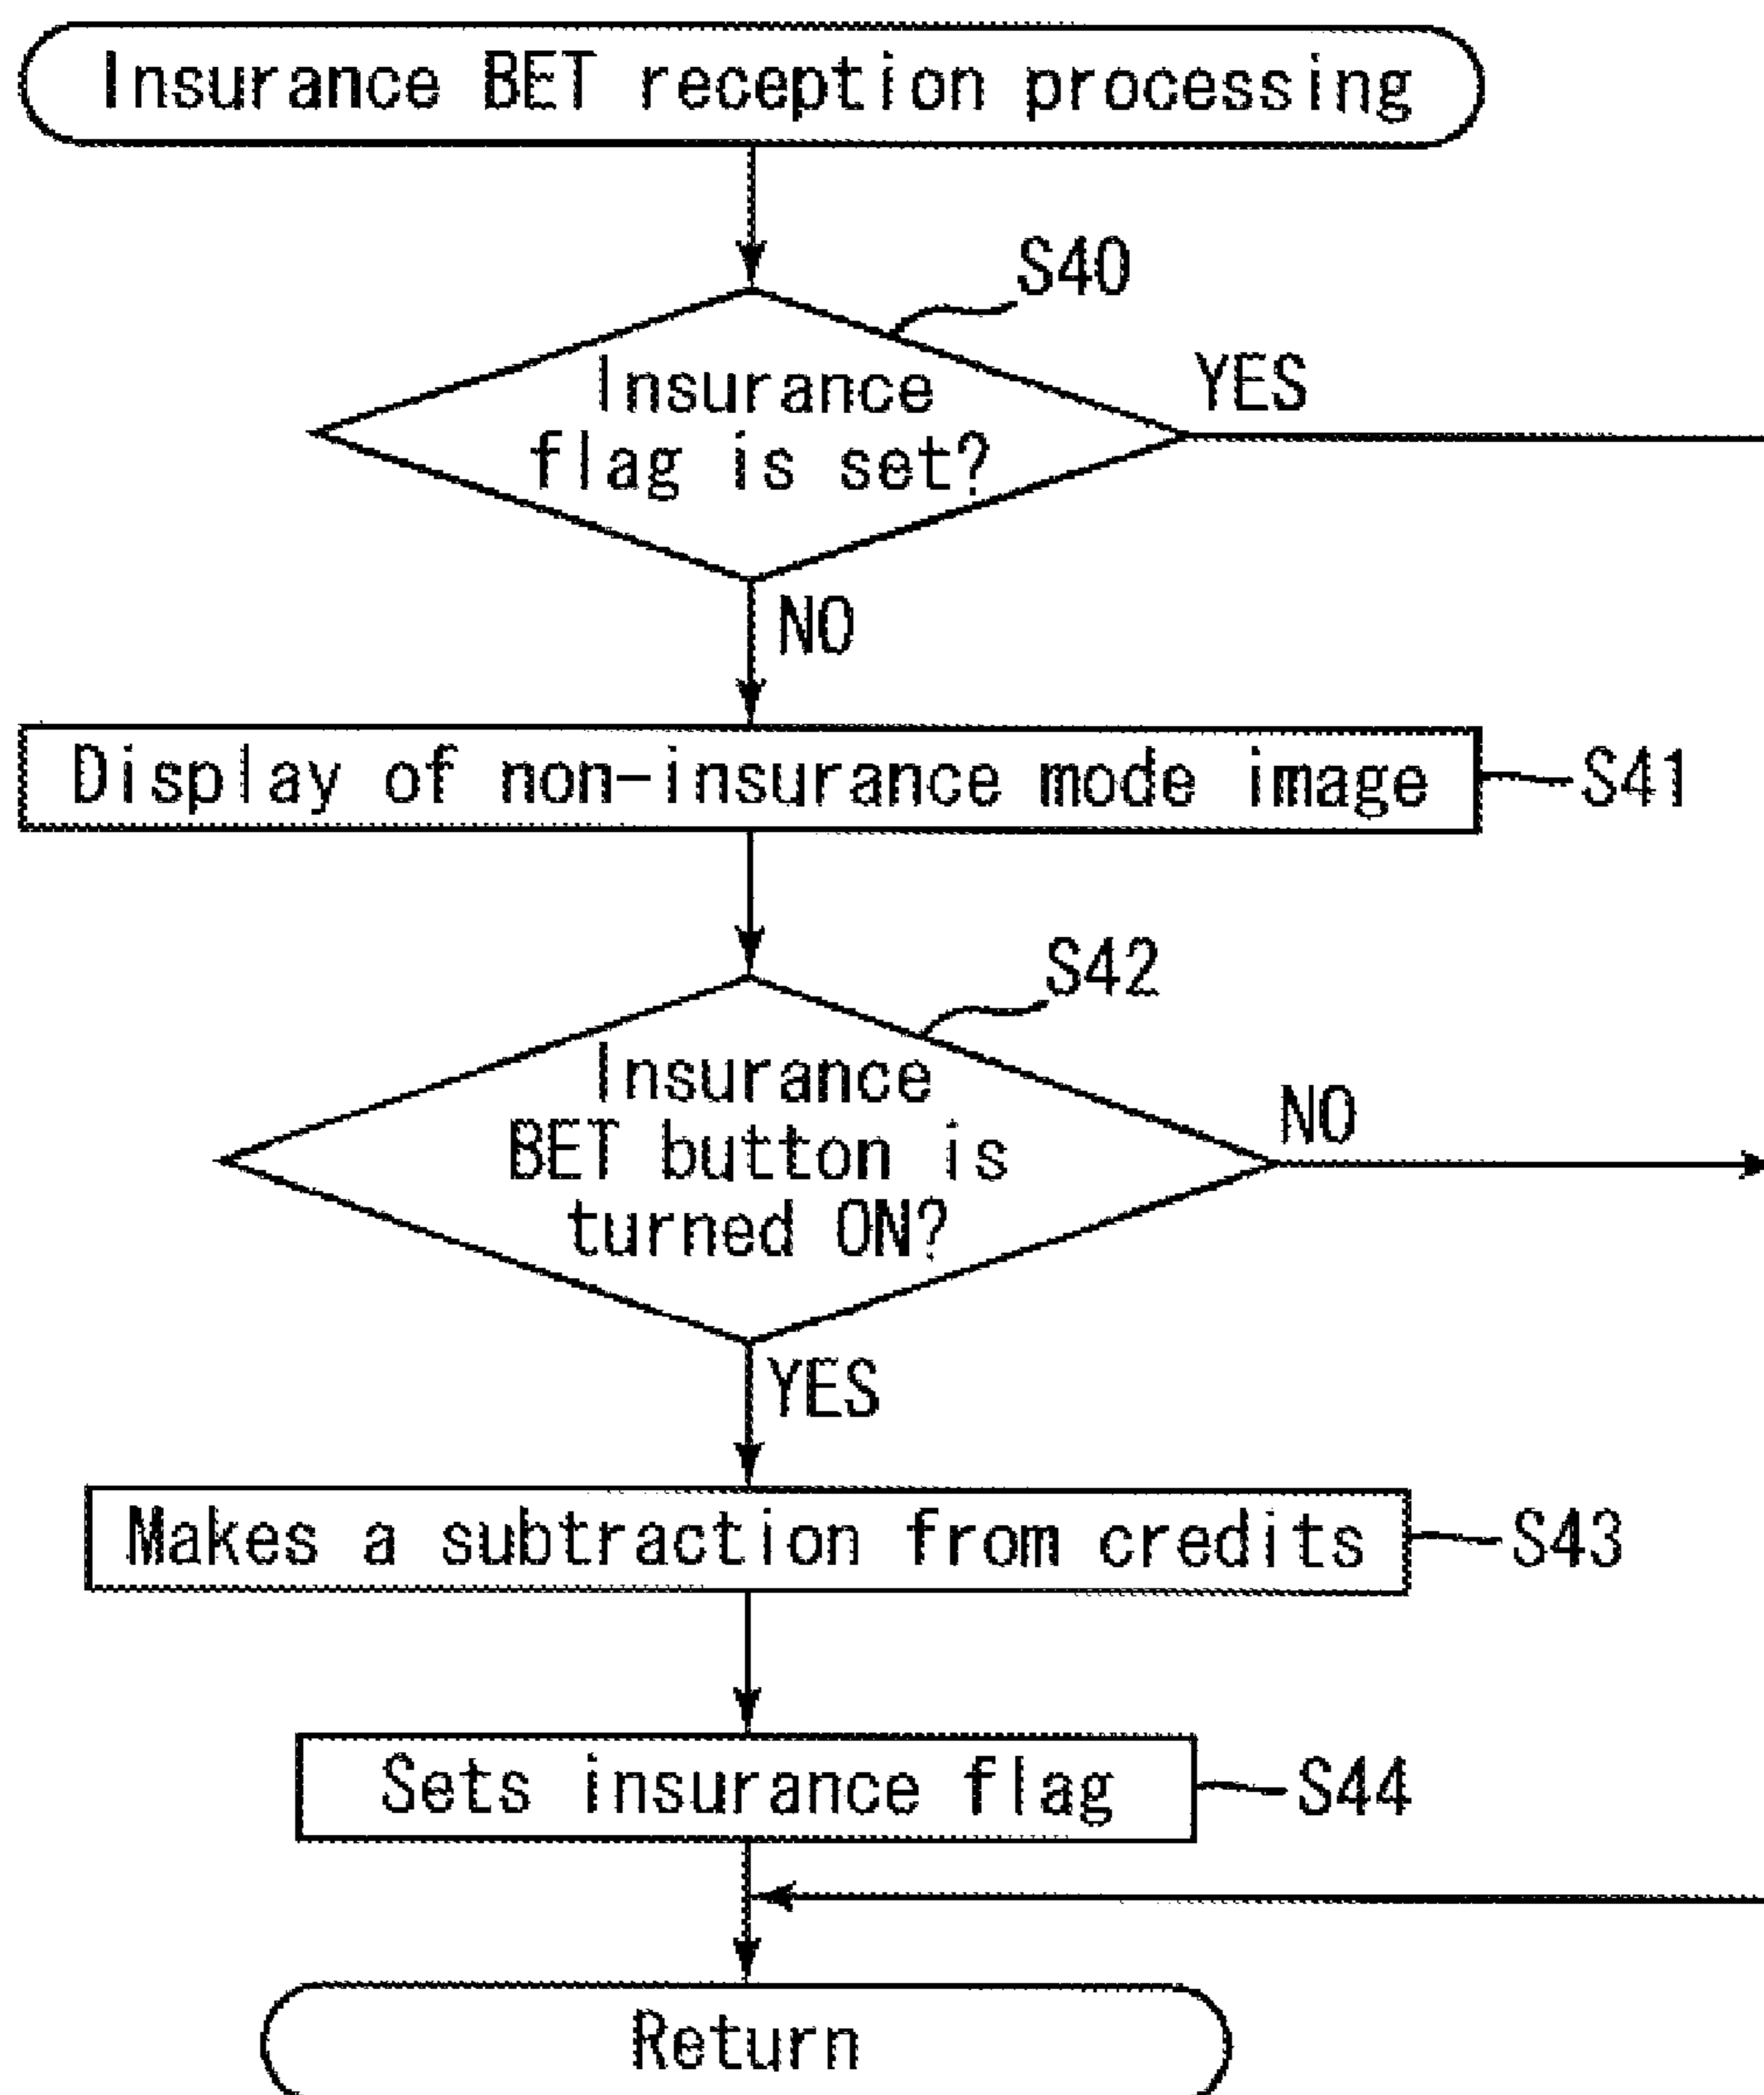 Insurance BET reception processing
S40
Insurance
flag is set?
YES
NO
Display of non-insurance mode image
S41
S42
Insurance
BET button is
turned ON?
NO
YES
Makes a subtraction from credits
S43
Sets insurance flag
S44
Return